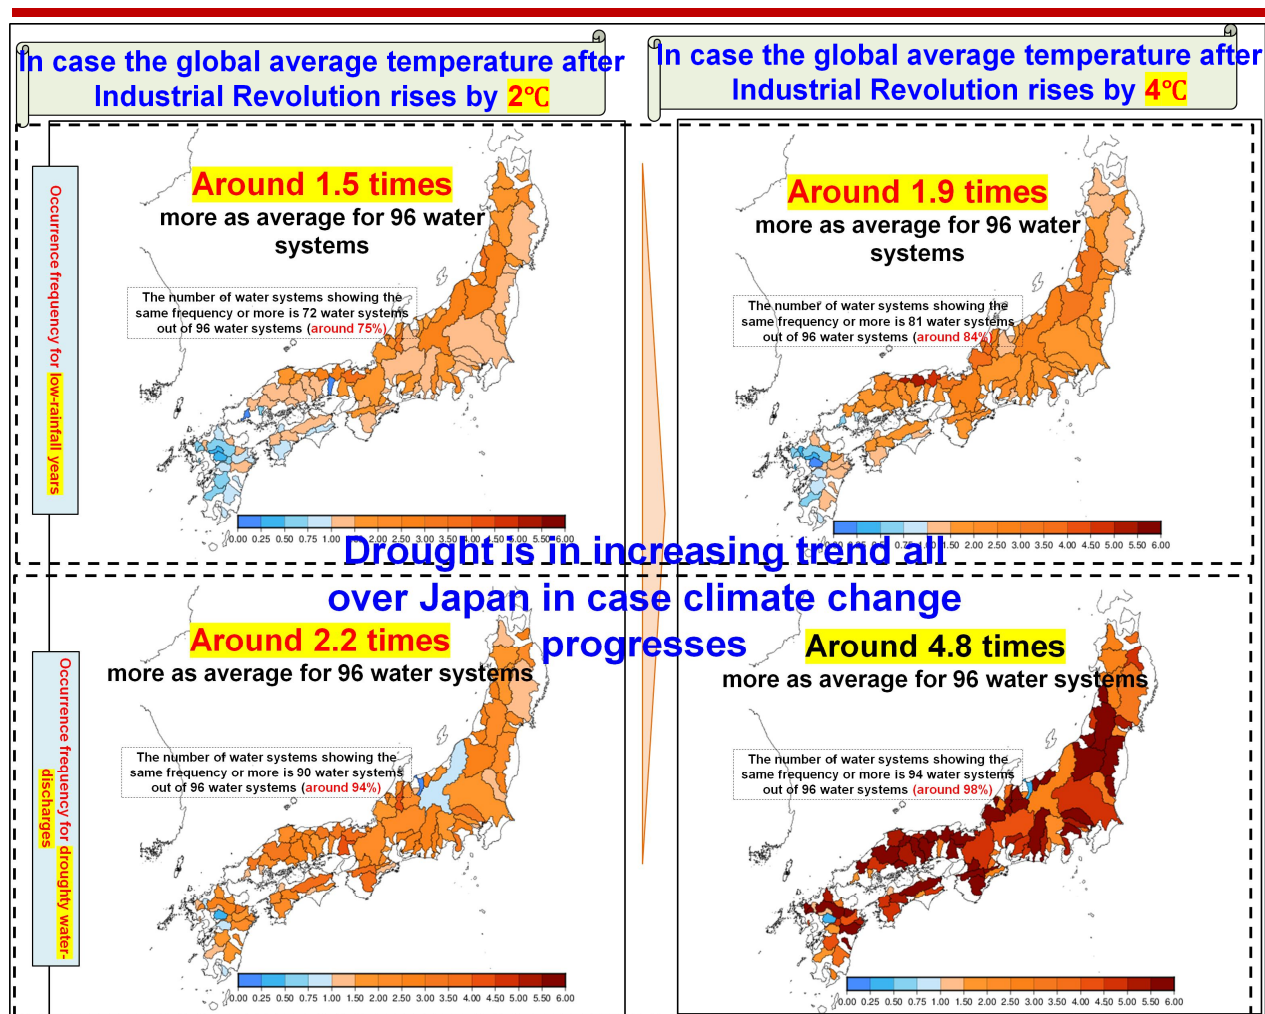 In case the global average temperature after
Industrial Revolution rises by 2℃
In case the global average temperature after
Industrial Revolution rises by 4℃
Occurrence frequency for low-rainfall years
Around 1.5 times
more as average for 96 water
systems
The number of water systems showing the
same frequency or more is 72 water systems
out of 96 water systems (around 75%)
0.00 0.25 0.50 0.75 1.00 2.00 2.50 3.00 3.50 4.00 4.50 5.00 5.50 6.00
Around 1.9 times
more as average for 96 water
systems
The number of water systems showing the
same frequency or more is 81 water systems
out of 96 water systems (around 84%)
0.00 0.25 0.50 0.75 1.00 1.50 2.00 2.50 3.00 3.50 4.00 4.50 5.00 5.50 6.00
Drought is in increasing trend all
over Japan in case climate change
progresses
Occurrence frequency for droughty water-
discharges
Around 2.2 times
more as average for 96 water systems
The number of water systems showing the
same frequency or more is 90 water systems
out of 96 water systems (around 94%)
0.00 0.25 0.50 0.75 1.00 1.50 2.00 2.50 3.00 3.50 4.00 4.50 5.00 5.50 6.00
Around 4.8 times
more as average for 96 water systems
The number of water systems showing the
same frequency or more is 94 water systems
out of 96 water systems (around 98%)
0.00 0.25 0.50 0.75 1.00 1.50 2.00 2.50 3.00 3.50 4.00 4.50 5.00 5.50 6.00